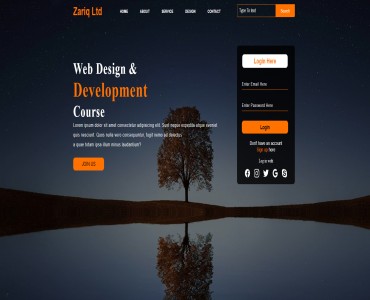 Zariq Ltd
HOME ABOUT SERVICE DESIGN CONTACT
Type To text Search
Web Design &
Development
Course
Lorem ipsum dolor sit amet consectetur adipisicing elit. Sunt neque expedita atque eveniet
quis nesciunt. Quos nulla vero consequuntur, fugit nemo ad delectus
a quae totam ipsa illum minus laudantium?
JOIN US
Login Here
Enter Email Here
Enter Password Here
Login
Don't have an account
Sign up here
Log in with